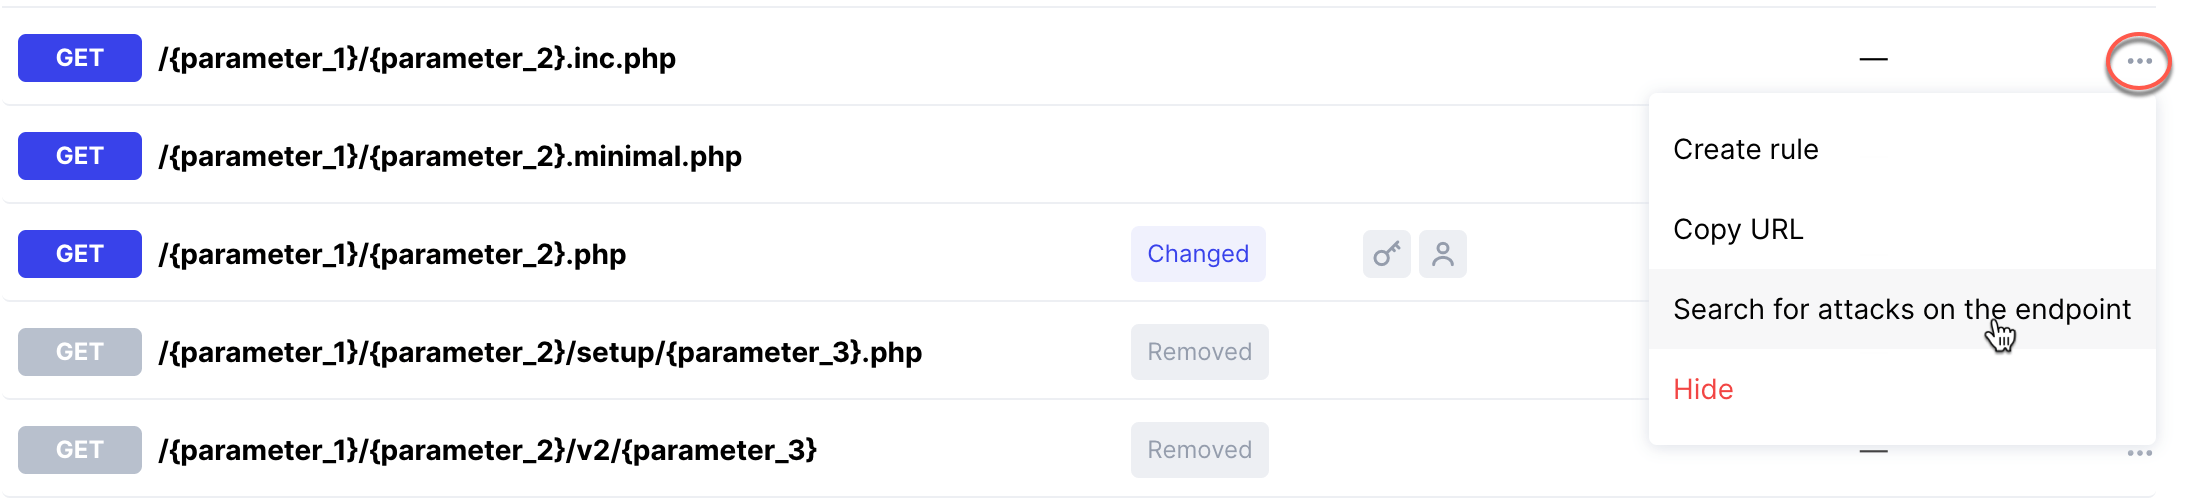 GET /{parameter_1}/{parameter_2}.inc.php —
GET /{parameter_1}/{parameter_2}.minimal.php
GET /{parameter_1}/{parameter_2}.php Changed
GET /{parameter_1}/{parameter_2}/setup/{parameter_3}.php Removed
GET /{parameter_1}/{parameter_2}/v2/{parameter_3} Removed —
Create rule
Copy URL
Search for attacks on the endpoint
Hide